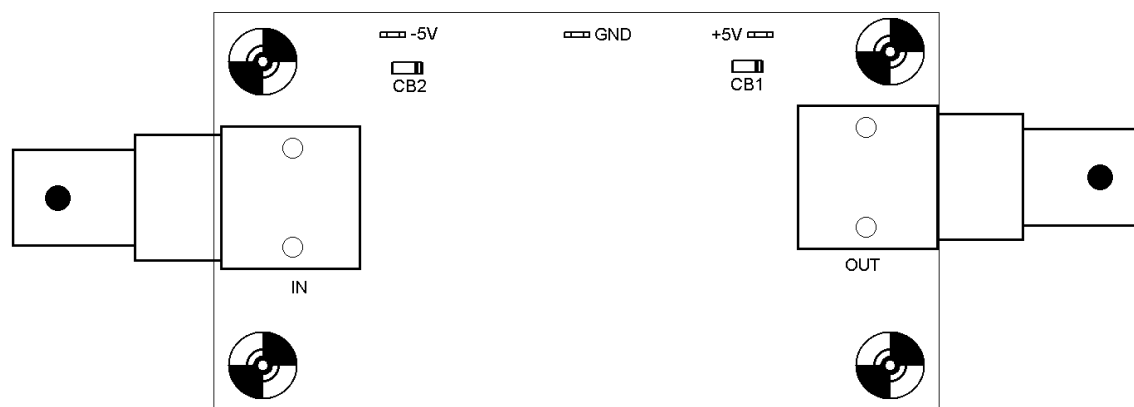 -5V
GND
+5V
CB2
CB1
OUT
IN